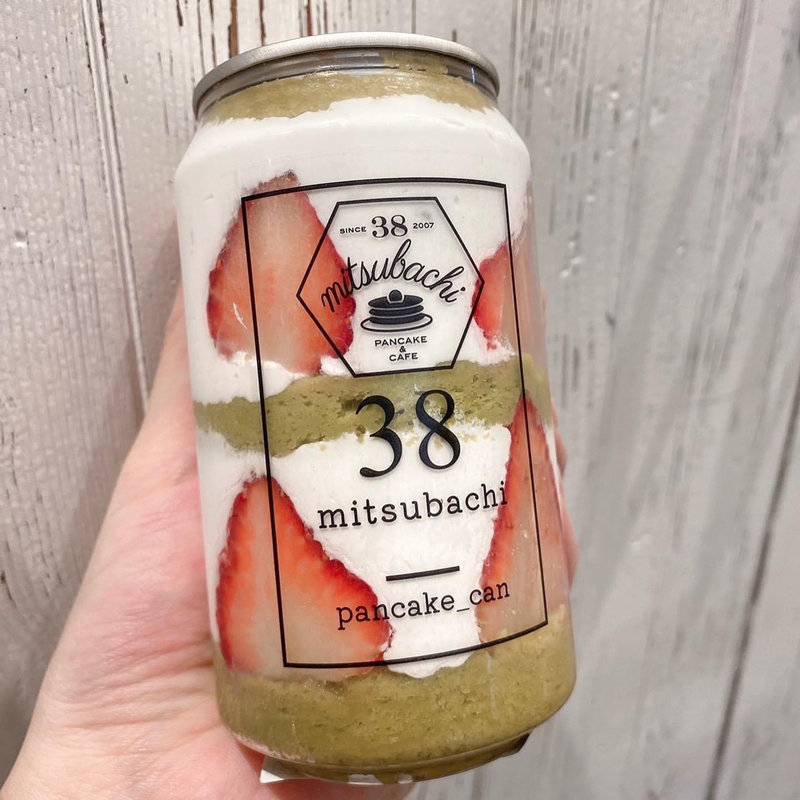 SINCE 38 2007
mitsubachi
PANCAKE
&
CAFE
38
mitsubachi
pancake_can